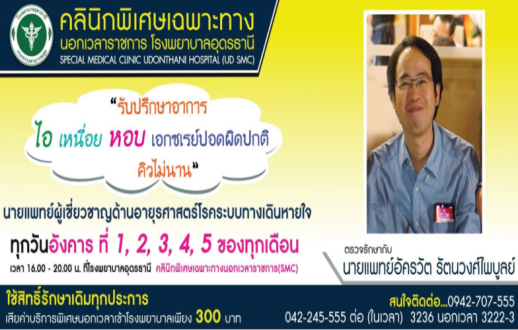 คลินิกพิเศษเฉพาะทาง
นอกเวลาราชการ โรงพยาบาลอุดรธานี
SPECIAL MEDICAL CLINIC UDONTHANI HOSPITAL (UD SMC)
"รับปรึกษาอาการ
ไอ เหนื่อย หอบ เอกซเรย์ปอดผิดปกติ
คิวไม่นาน"
นายแพทย์ผู้เชี่ยวชาญด้านอายุรศาสตร์โรคระบบทางเดินหายใจ
ทุกวันอังคาร ที่ 1, 2, 3, 4, 5 ของทุกเดือน
เวลา 16.00 - 20.00 น. ที่โรงพยาบาลอุดรธานี คลินิกพิเศษเฉพาะทางนอกเวลาราชการ(SMC)
ตรวจรักษากับ
นายแพทย์อัครวัต รัตนวงศ์ไพบูลย์
ใช้สิทธิ์รักษาเดิมทุกประการ
เสียค่าบริการพิเศษนอกเวลาเข้าโรงพยาบาลเพียง 300 บาท
สนใจติดต่อ...0942-707-555
042-245-555 ต่อ (ในเวลา) 3236 นอกเวลา 3222-3